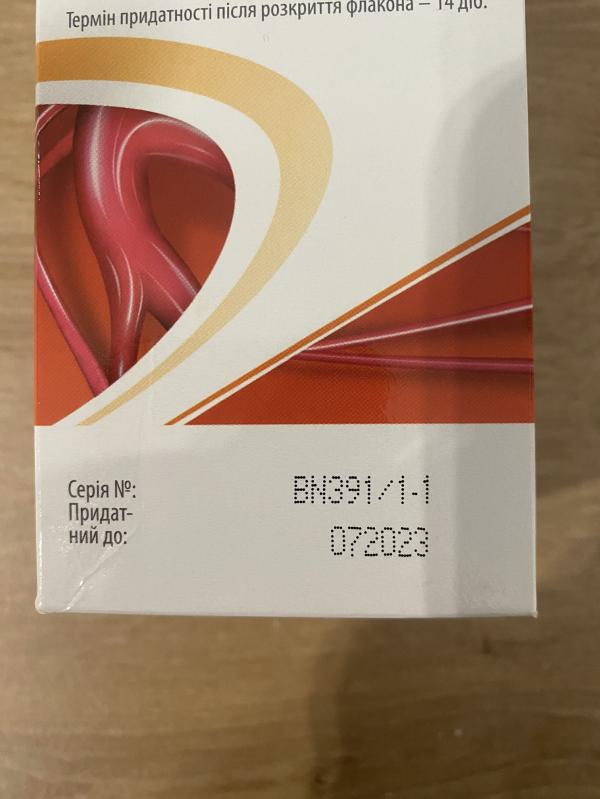 Термін придатності після розкриття флакона – 14 діб.
Серія №: BN391/1-1
Придат-
ний до: 072023